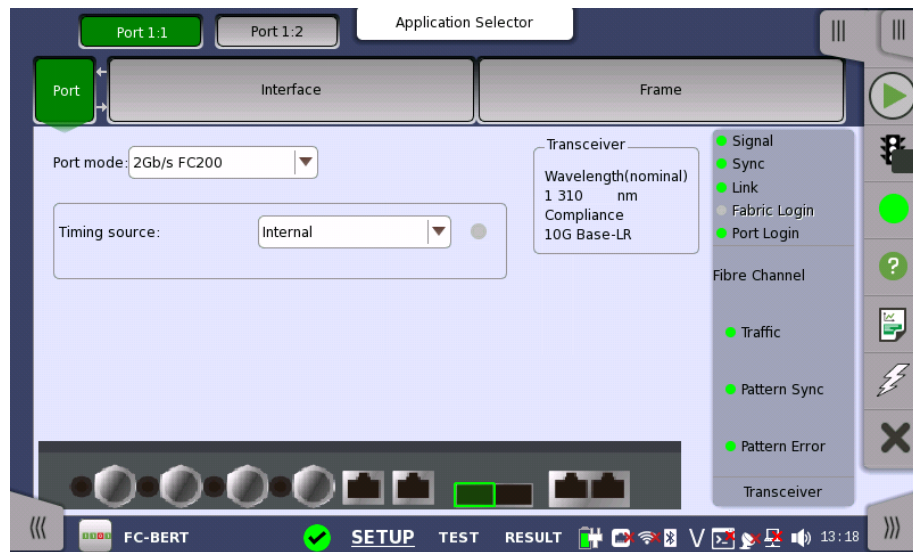 Application Selector
Port 1:1
Port 1:2
Port
Interface
Frame
Port mode:
2Gb/s FC200
Timing source:
Internal
Transceiver
Wavelength(nominal)
1 310 nm
Compliance
10G Base-LR
Signal
Sync
Link
Fabric Login
Port Login
Fibre Channel
Traffic
Pattern Sync
Pattern Error
Transceiver
FC-BERT
SETUP
TEST
RESULT
V
13:18